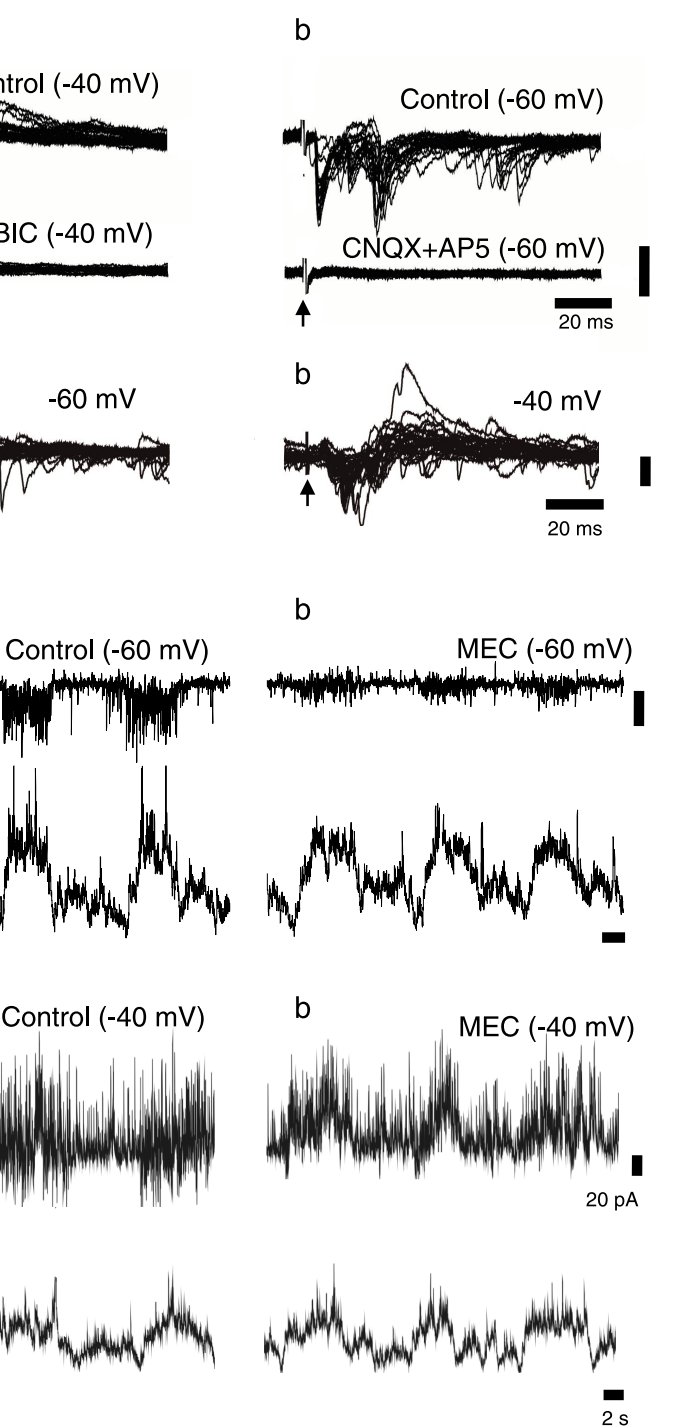 b
ntrol (-40 mV)
Control (-60 mV)
BIC (-40 mV)
CNQX+AP5 (-60 mV)
20 ms
b
-60 mV
-40 mV
20 ms
b
Control (-60 mV)
MEC (-60 mV)
b
Control (-40 mV)
MEC (-40 mV)
20 pA
2 s